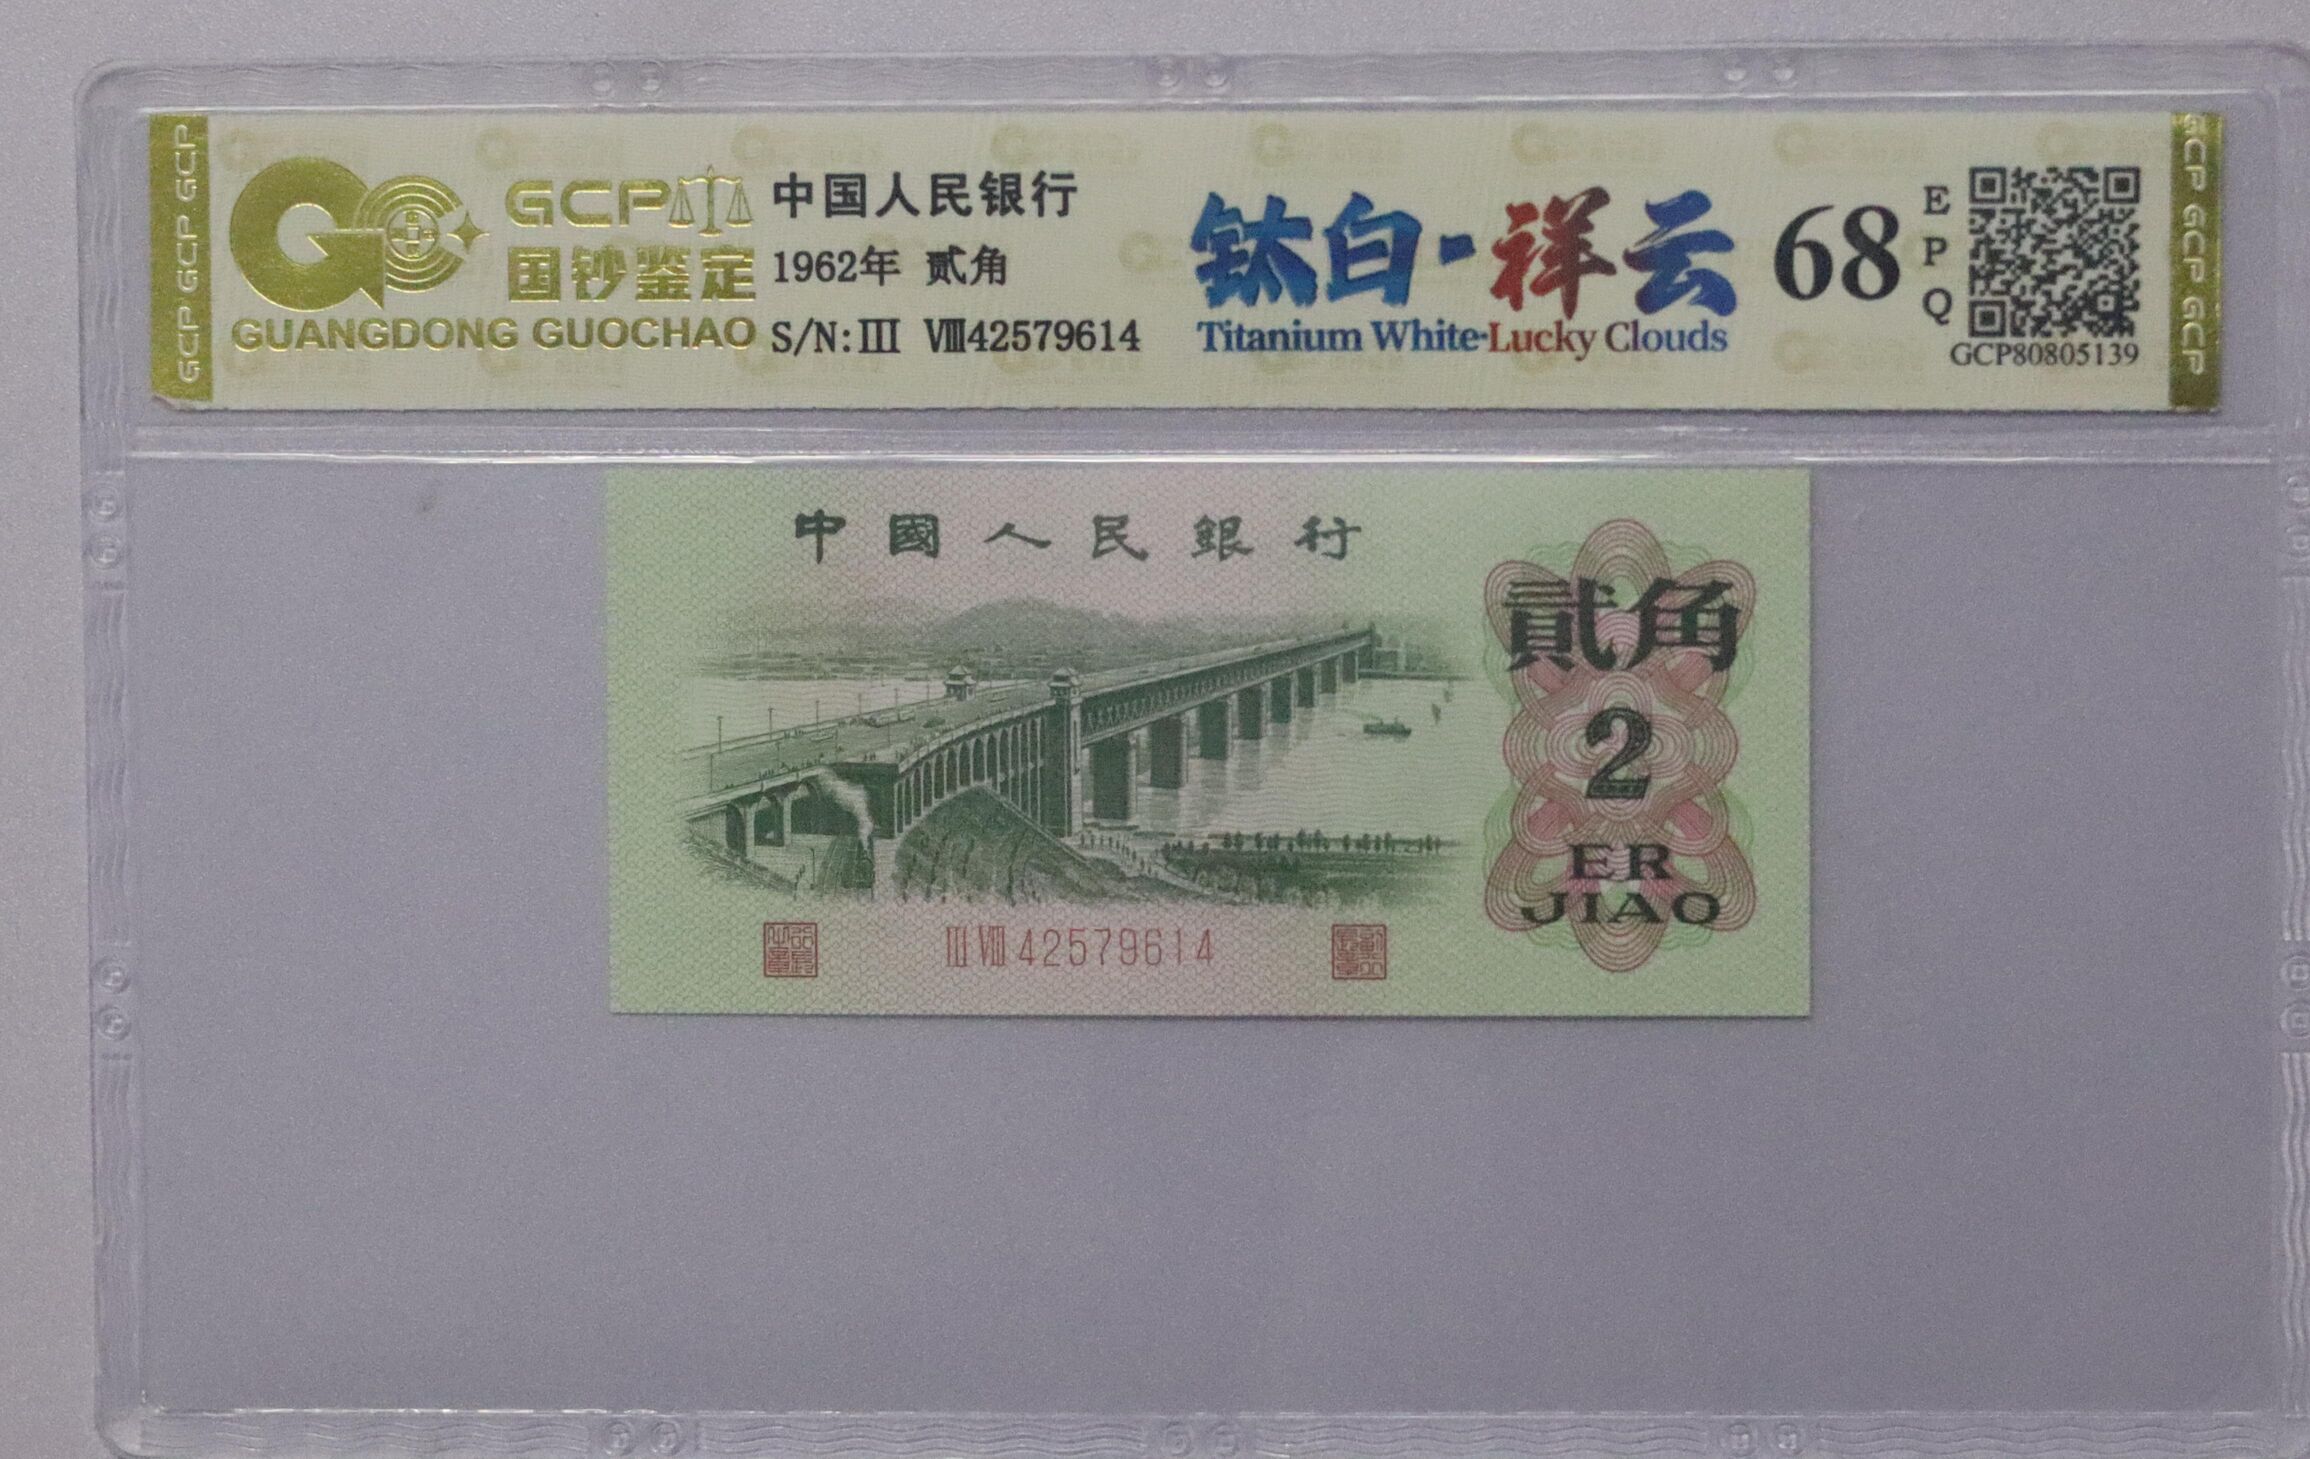 GCP GCP GCP
GCP
国钞鉴定
GUANGDONG GUOCHAO
中国人民银行
1962年 贰角
S/N:III VIII42579614
钛白-祥云
Titanium White·Lucky Clouds
68
EPQ
GCP80805139
GCP GCP GCP
中國人民銀行
貳角
2
ER
JIAO
III VIII 42579614